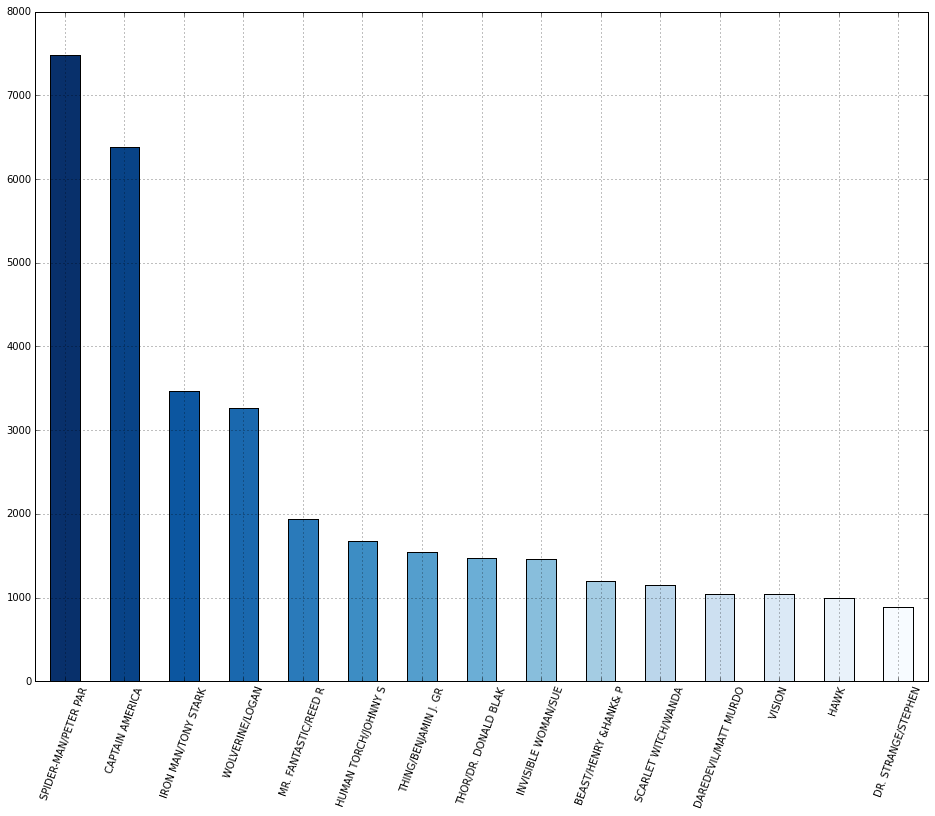 8000
7000
6000
5000
4000
3000
2000
1000
0
SPIDER-MAN/PETER PAR
CAPTAIN AMERICA
IRON MAN/TONY STARK
WOLVERINE/LOGAN
MR. FANTASTIC/REED R
HUMAN TORCH/JOHNNY S
THING/BENJAMIN J. GR
THOR/DR. DONALD BLAK
INVISIBLE WOMAN/SUE
BEAST/HENRY &HANK& P
SCARLET WITCH/WANDA
DAREDEVIL/MATT MURDO
VISION
HAWK
DR. STRANGE/STEPHEN